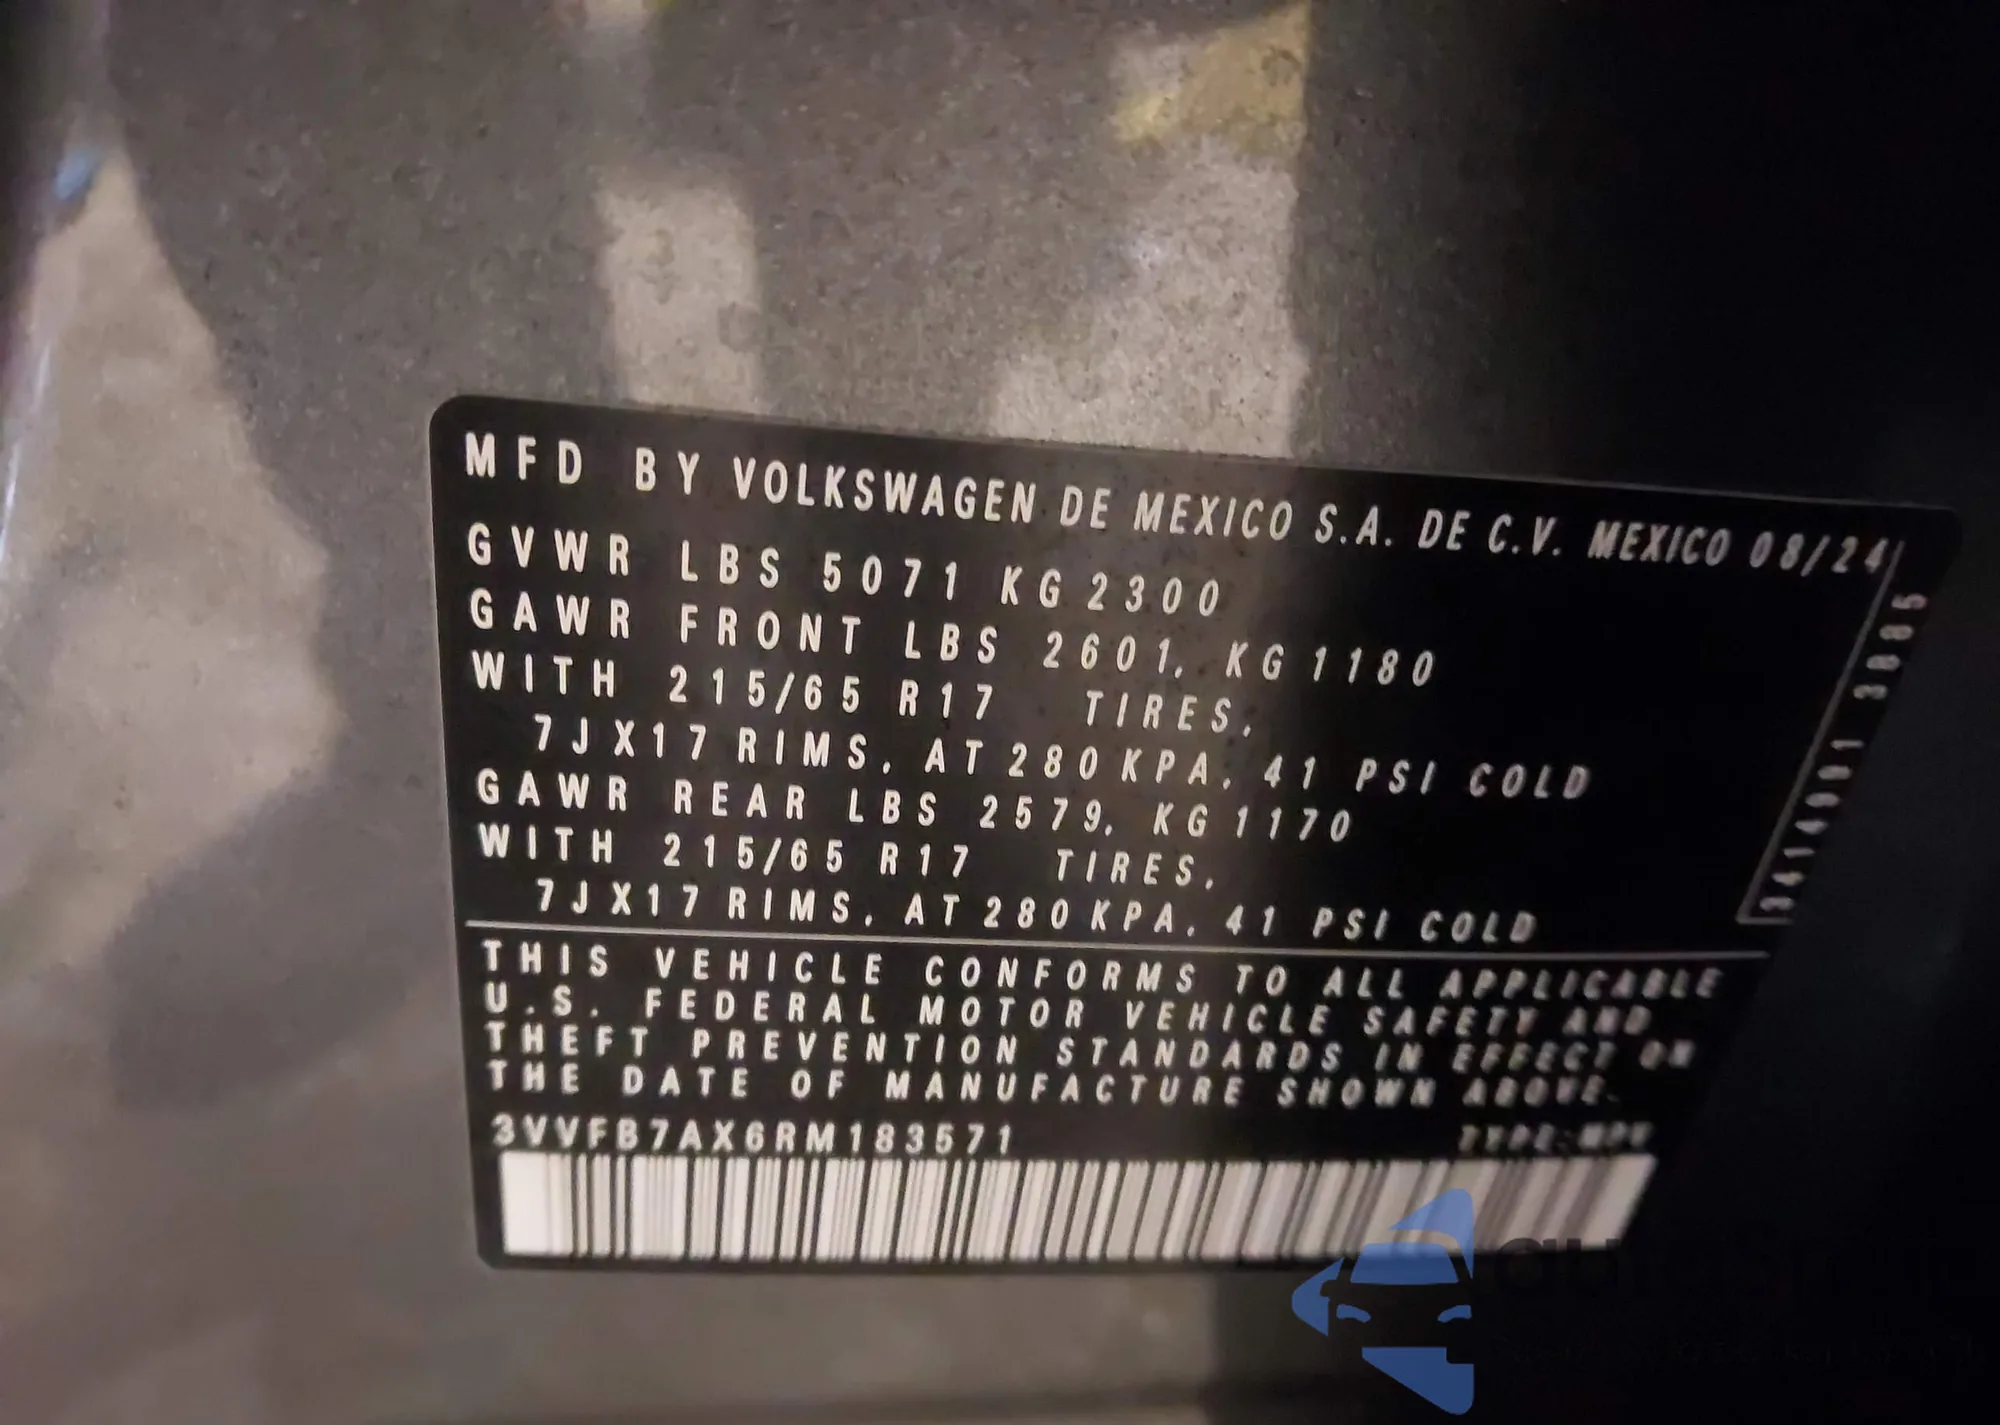 MFD BY VOLKSWAGEN DE MEXICO S.A. DE C.V. MEXICO 08/24
GVWR LBS 5071 KG 2300
GAWR FRONT LBS 2601, KG 1180
WITH 215/65 R17 TIRES,
7JX17 RIMS, AT 280 KPA, 41 PSI COLD
GAWR REAR LBS 2579, KG 1170
WITH 215/65 R17 TIRES,
7JX17 RIMS, AT 280 KPA, 41 PSI COLD
THIS VEHICLE CONFORMS TO ALL APPLICABLE
U.S. FEDERAL MOTOR VEHICLE SAFETY AND
THEFT PREVENTION STANDARDS IN EFFECT ON
THE DATE OF MANUFACTURE SHOWN ABOVE.
3VVFB7AX6RM183571 TYPE:MPV